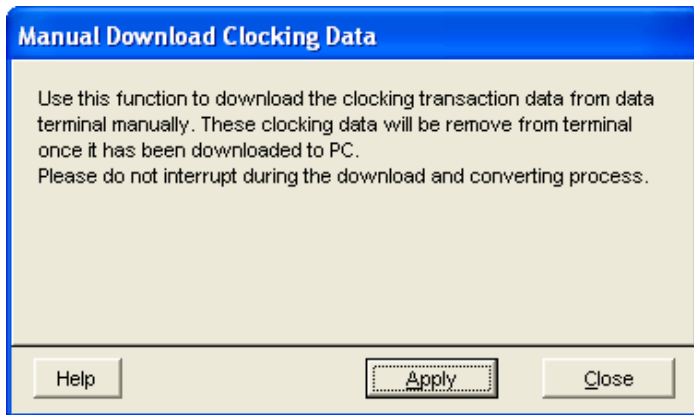 Manual Download Clocking Data
Use this function to download the clocking transaction data from data
terminal manually. These clocking data will be remove from terminal
once it has been downloaded to PC.
Please do not interrupt during the download and converting process.
Help
Apply
Close